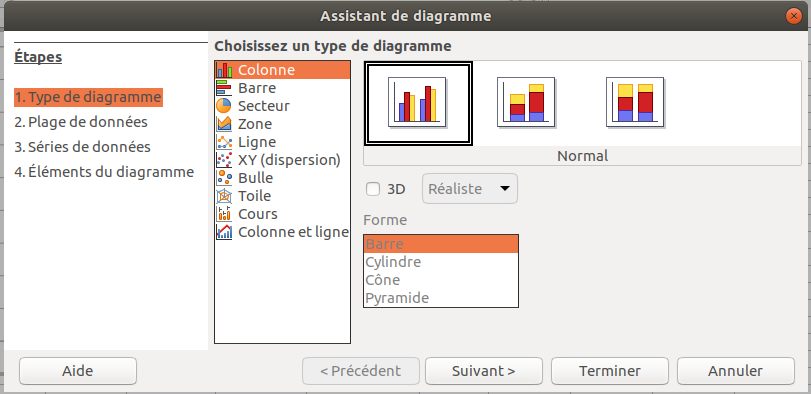 Assistant de diagramme
Étapes
1. Type de diagramme
2. Plage de données
3. Séries de données
4. Éléments du diagramme
Choisissez un type de diagramme
Colonne
Barre
Secteur
Zone
Ligne
XY (dispersion)
Bulle
Toile
Cours
Colonne et ligne
Normal
3D
Réaliste
Forme
Barre
Cylindre
Cône
Pyramide
Aide
< Précédent
Suivant >
Terminer
Annuler